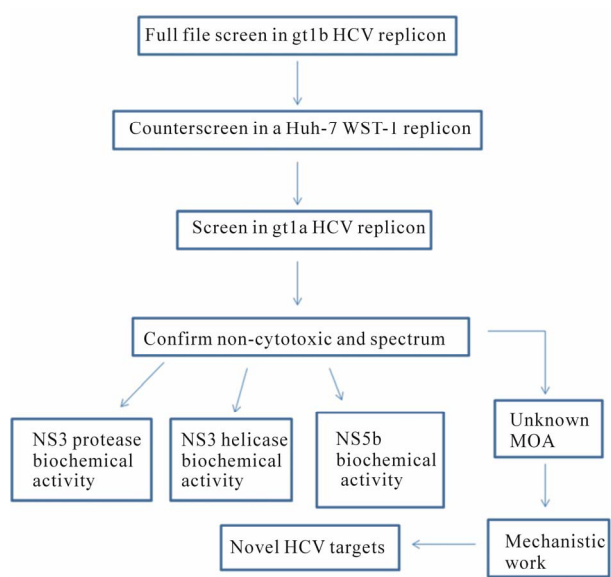 Full file screen in gt1b HCV replicon
Counterscreen in a Huh-7 WST-1 replicon
Screen in gt1a HCV replicon
Confirm non-cytotoxic and spectrum
NS3 protease
biochemical
activity
NS3 helicase
biochemical
activity
NS5b
biochemical
activity
Unknown
MOA
Mechanistic
work
Novel HCV targets